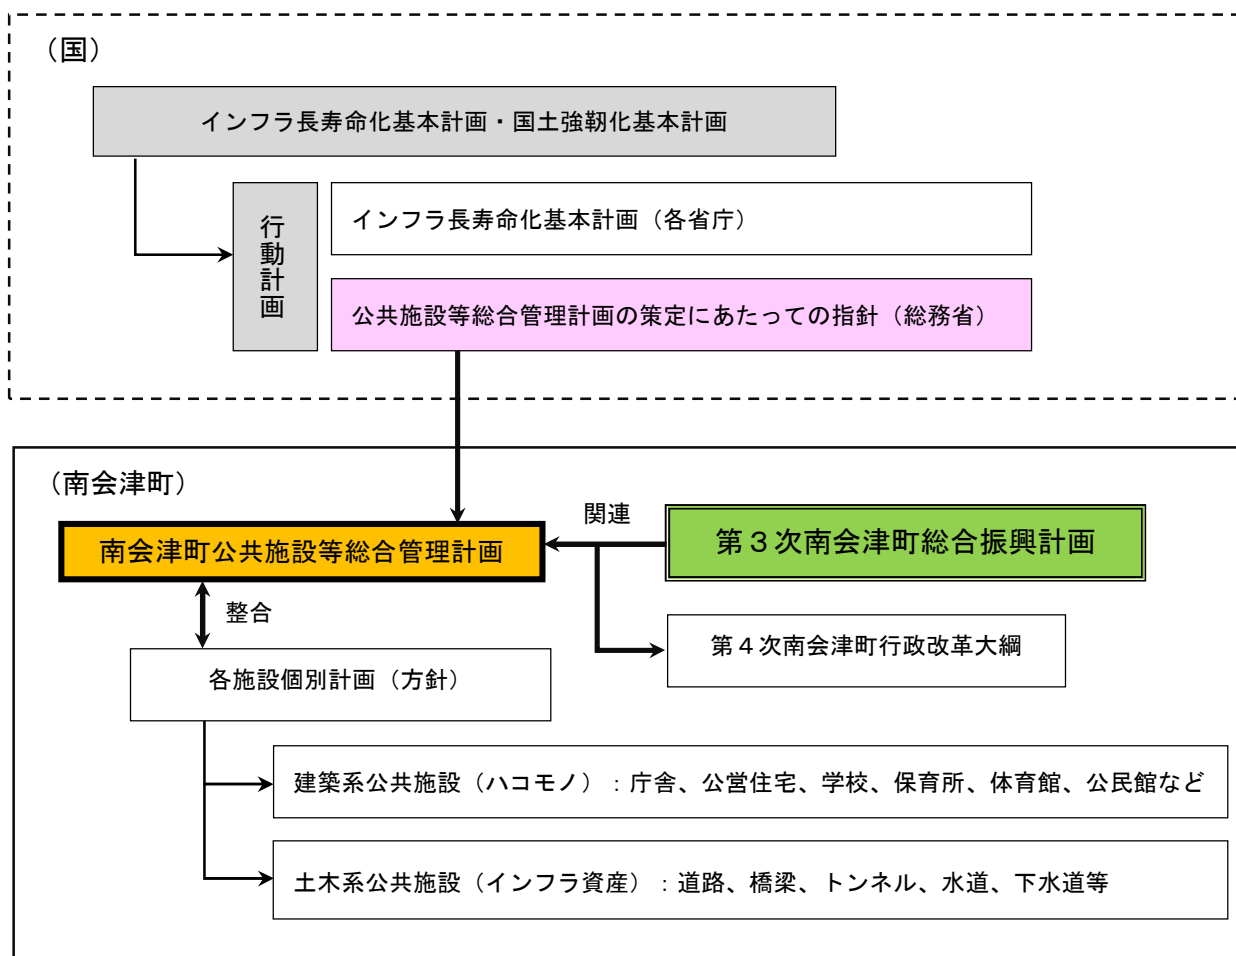 （国）
インフラ長寿命化基本計画・国土強靭化基本計画
行動計画
インフラ長寿命化基本計画（各省庁）
公共施設等総合管理計画の策定にあたっての指針（総務省）
（南会津町）
関連
南会津町公共施設等総合管理計画
第３次南会津町総合振興計画
整合
第４次南会津町行政改革大綱
各施設個別計画（方針）
建築系公共施設（ハコモノ）：庁舎、公営住宅、学校、保育所、体育館、公民館など
土木系公共施設（インフラ資産）：道路、橋梁、トンネル、水道、下水道等